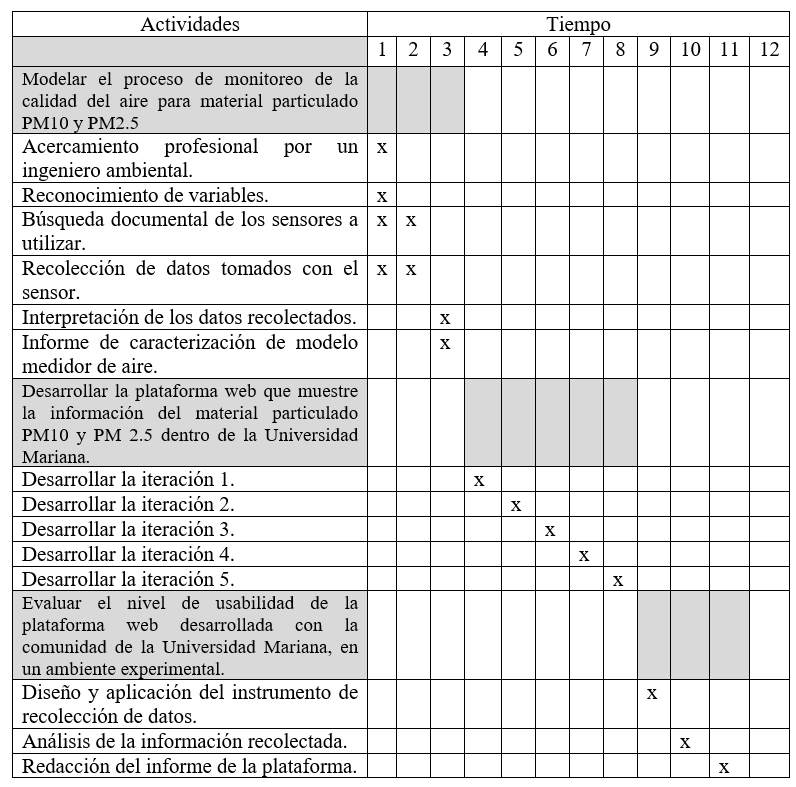 Actividades Tiempo
1 2 3 4 5 6 7 8 9 10 11 12
Modelar el proceso de monitoreo de la
calidad del aire para material particulado
PM10 y PM2.5
Acercamiento profesional por un x
ingeniero ambiental.
Reconocimiento de variables. x
Búsqueda documental de los sensores a x x
utilizar.
Recolección de datos tomados con el x x
sensor.
Interpretación de los datos recolectados. x
Informe de caracterización de modelo x
medidor de aire.
Desarrollar la plataforma web que muestre
la información del material particulado
PM10 y PM 2.5 dentro de la Universidad
Mariana.
Desarrollar la iteración 1. x
Desarrollar la iteración 2. x
Desarrollar la iteración 3. x
Desarrollar la iteración 4. x
Desarrollar la iteración 5. x
Evaluar el nivel de usabilidad de la
plataforma web desarrollada con la
comunidad de la Universidad Mariana, en
un ambiente experimental.
Diseño y aplicación del instrumento de x
recolección de datos.
Análisis de la información recolectada. x
Redacción del informe de la plataforma. x